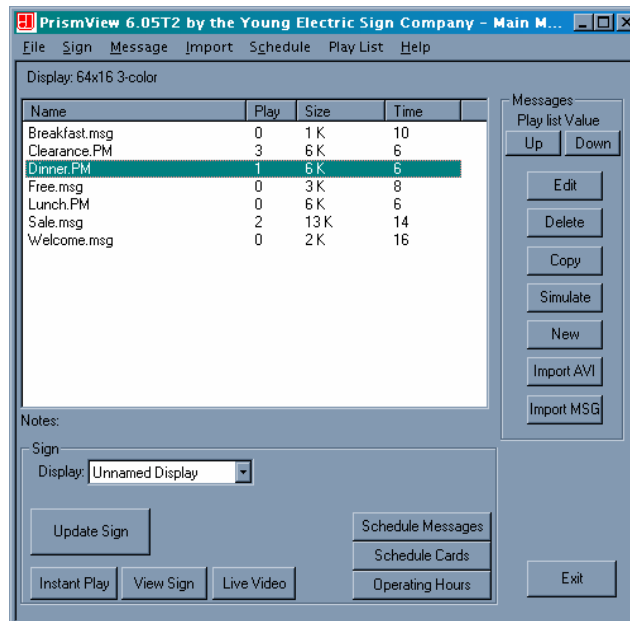 PrismView 6.05T2 by the Young Electric Sign Company - Main M...
File Sign Message Import Schedule Play List Help
Display: 64x16 3-color
Name Play Size Time
Breakfast.msg 0 1 K 10
Clearance.PM 3 6 K 6
Dinner.PM 1 6 K 6
Free.msg 0 3 K 8
Lunch.PM 0 6 K 6
Sale.msg 2 13 K 14
Welcome.msg 0 2 K 16
Messages
Play list Value
Up Down
Edit
Delete
Copy
Simulate
New
Import AVI
Import MSG
Notes:
Sign
Display: Unnamed Display
Update Sign
Schedule Messages
Schedule Cards
Instant Play View Sign Live Video Operating Hours
Exit